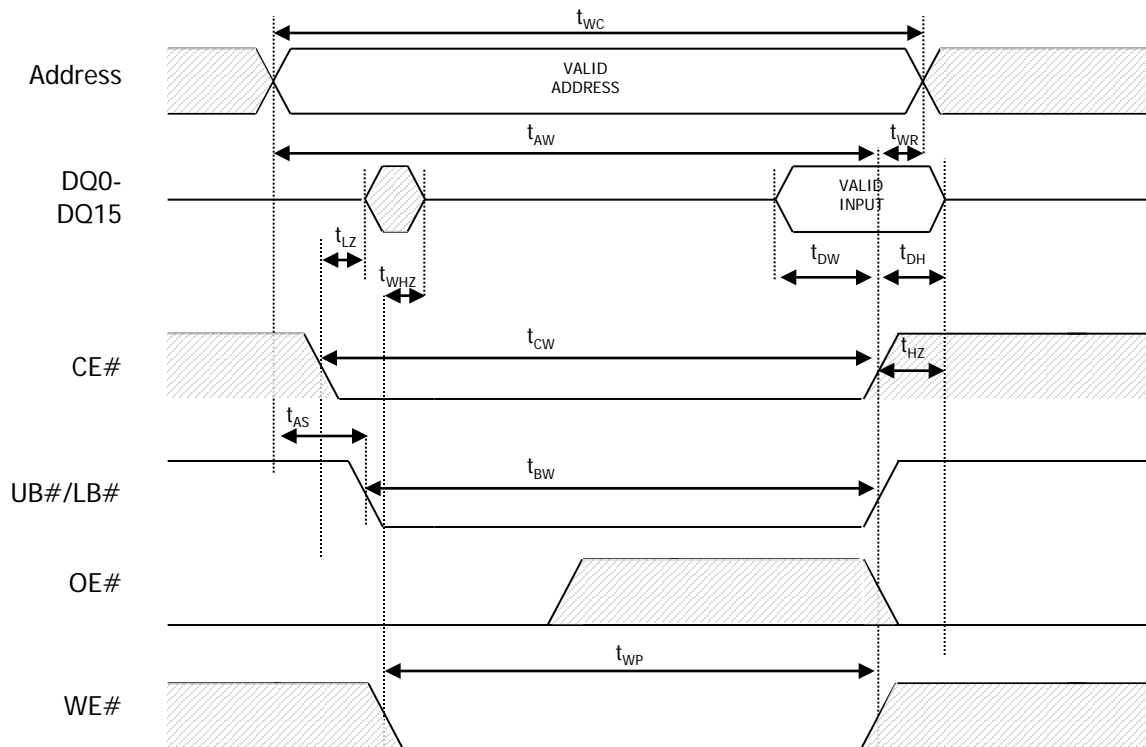 tWC
Address
VALID
ADDRESS
tAW
tWR
DQ0-
DQ15
VALID
INPUT
tLZ
tWHZ
tDW
tDH
CE#
tCW
tHZ
tAS
UB#/LB#
tBW
OE#
tWP
WE#